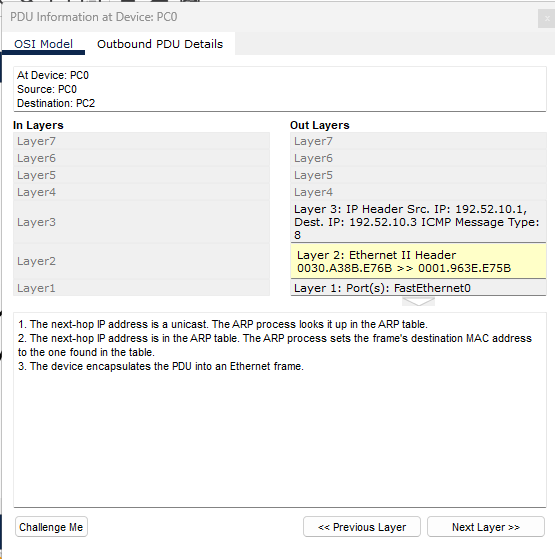 PDU Information at Device: PC0
OSI Model
Outbound PDU Details
At Device: PC0
Source: PC0
Destination: PC2
In Layers
Out Layers
Layer7
Layer7
Layer6
Layer6
Layer5
Layer5
Layer4
Layer4
Layer3
Layer 3: IP Header Src. IP: 192.52.10.1,
Dest. IP: 192.52.10.3 ICMP Message Type:
8
Layer2
Layer 2: Ethernet II Header
0030.A38B.E76B >> 0001.963E.E75B
Layer1
Layer 1: Port(s): FastEthernet0
1. The next-hop IP address is a unicast. The ARP process looks it up in the ARP table.
2. The next-hop IP address is in the ARP table. The ARP process sets the frame's destination MAC address
to the one found in the table.
3. The device encapsulates the PDU into an Ethernet frame.
Challenge Me
<< Previous Layer
Next Layer >>